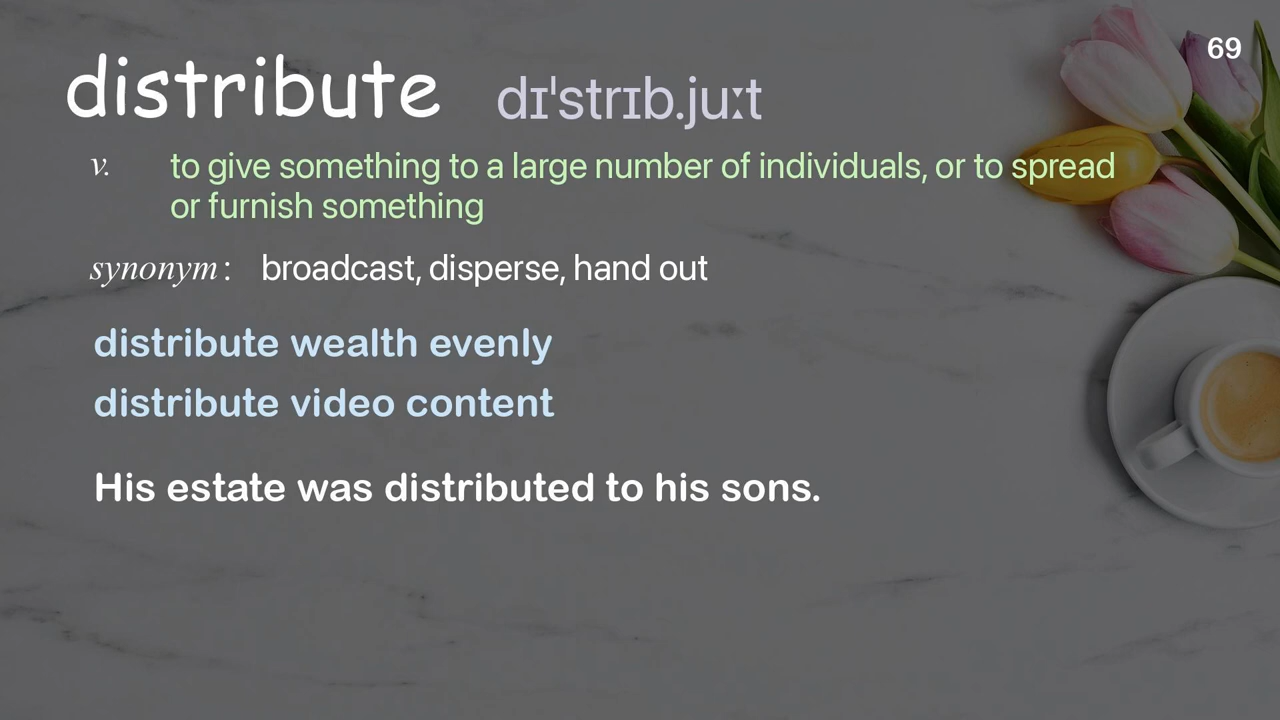 69
distribute dɪˈstrɪb.juːt
v. to give something to a large number of individuals, or to spread
or furnish something
synonym : broadcast, disperse, hand out
distribute wealth evenly
distribute video content
His estate was distributed to his sons.